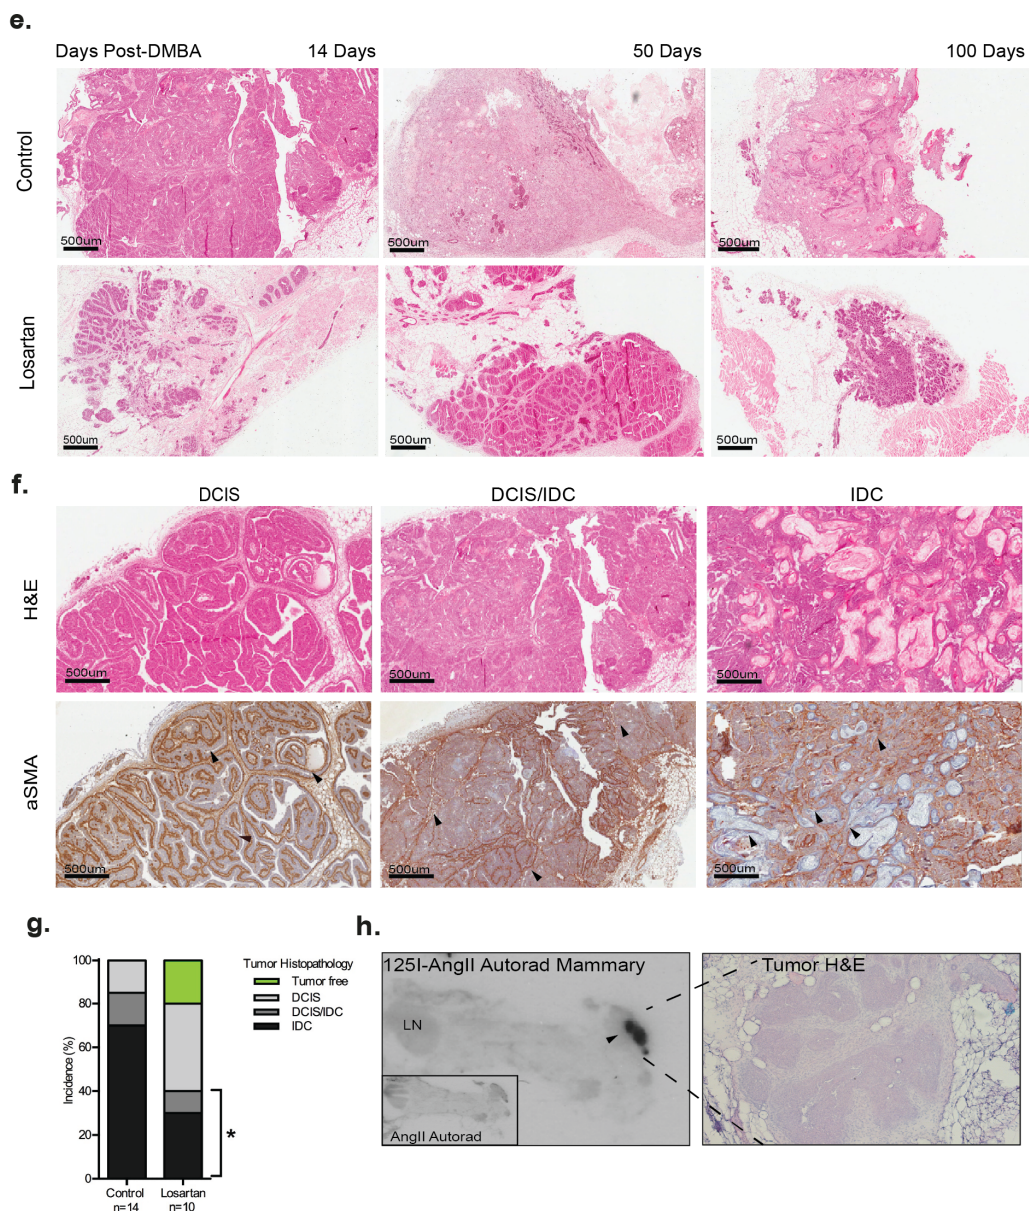 e.
Days Post-DMBA 14 Days 50 Days 100 Days
Control
500um 500um 500um
Losartan
500um 500um 500um
f.
DCIS DCIS/IDC IDC
H&E
500um 500um 500um
aSMA
500um 500um 500um
g.
100
80
60
40
20
0
Incidence (%)
Tumor Histopathology
Tumor free
DCIS
DCIS/IDC
IDC
*
Control Losartan
n=14 n=10
h.
125I-AngII Autorad Mammary
LN
AngII Autorad
Tumor H&E